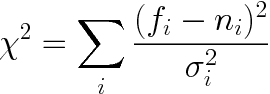 χ² = ∑ᵢ (fᵢ − nᵢ)² / σᵢ²